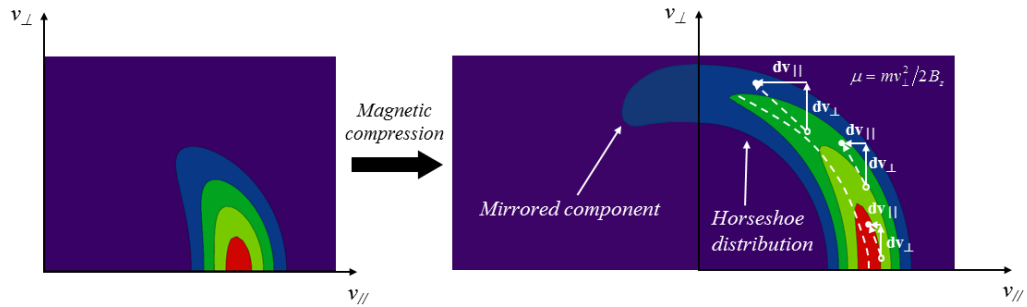 v⊥
v//
Magnetic
compression
v⊥
μ = mv⊥²/2Bz
dv||
dv⊥
dv||
dv⊥
dv||
dv⊥
Mirrored component
Horseshoe
distribution
v//